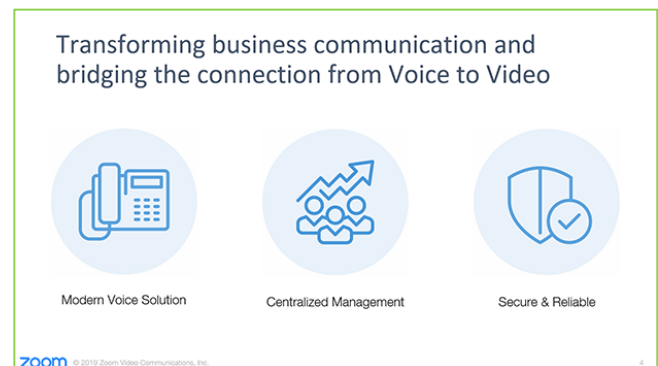 Transforming business communication and
bridging the connection from Voice to Video
Modern Voice Solution
Centralized Management
Secure & Reliable
zoom © 2019 Zoom Video Communications, Inc.
4